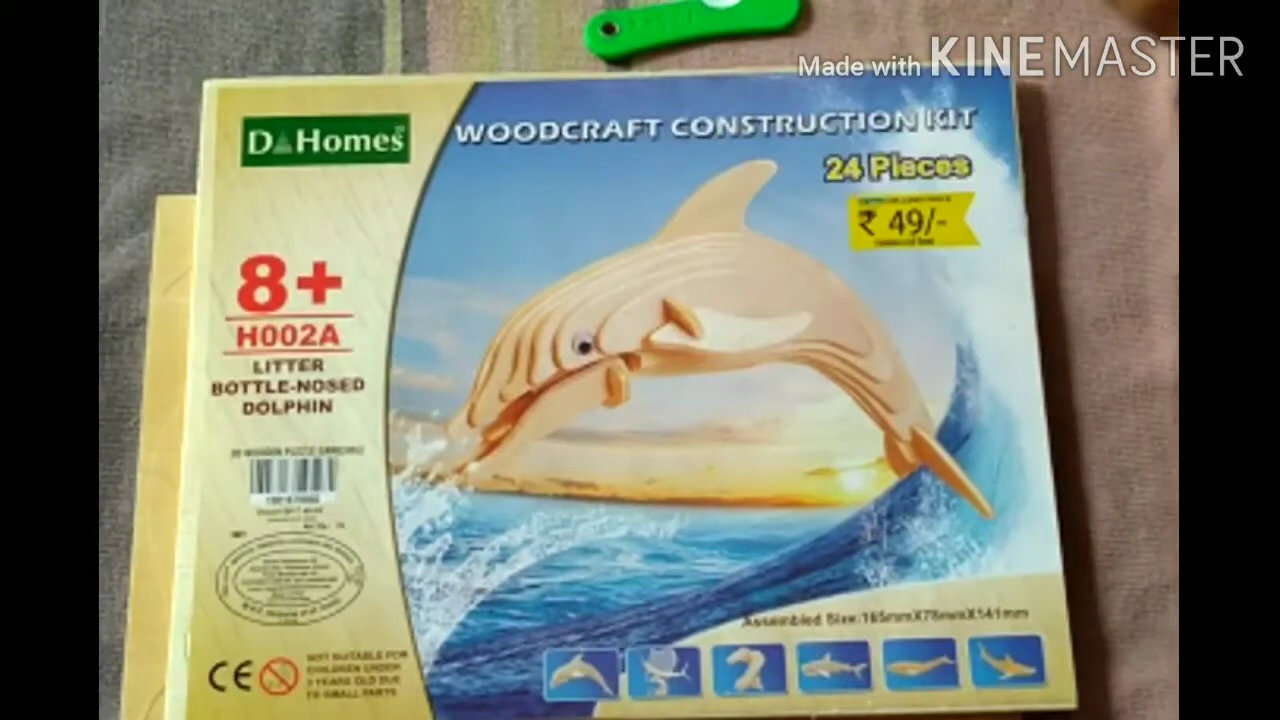 Made with KINEMASTER
D Homes
WOODCRAFT CONSTRUCTION KIT
24 Pieces
₹ 49/-
8+
H002A
LITTER
BOTTLE-NOSED
DOLPHIN
Assembled Size:165mmX78mmX141mm
CE
NOT SUITABLE FOR
CHILDREN UNDER
3 YEARS OLD DUE
TO SMALL PARTS